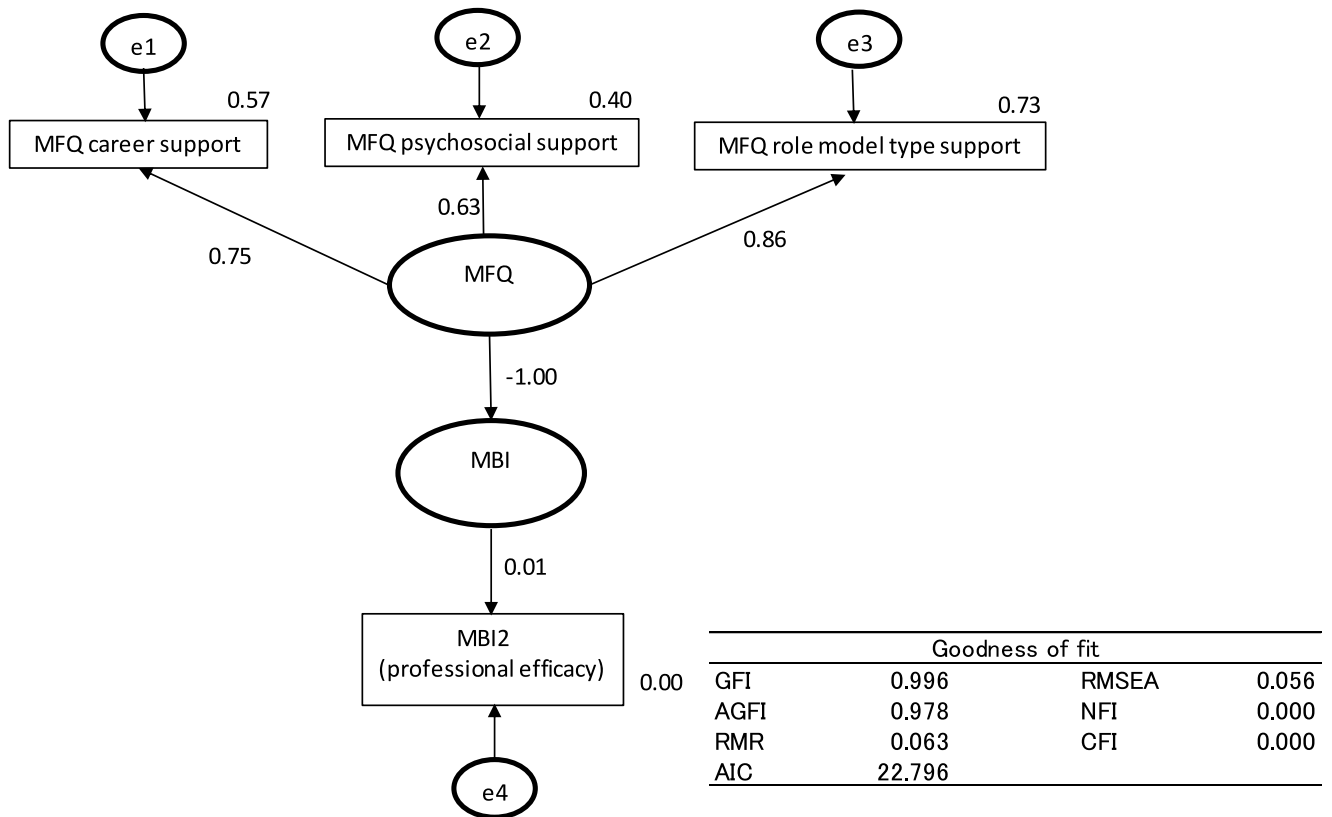 e1
e2
e3
0.57
0.40
0.73
MFQ career support
MFQ psychosocial support
MFQ role model type support
0.63
0.75
0.86
MFQ
-1.00
MBI
0.01
MBI2
(professional efficacy)
0.00
e4
Goodness of fit
GFI 0.996 RMSEA 0.056
AGFI 0.978 NFI 0.000
RMR 0.063 CFI 0.000
AIC 22.796